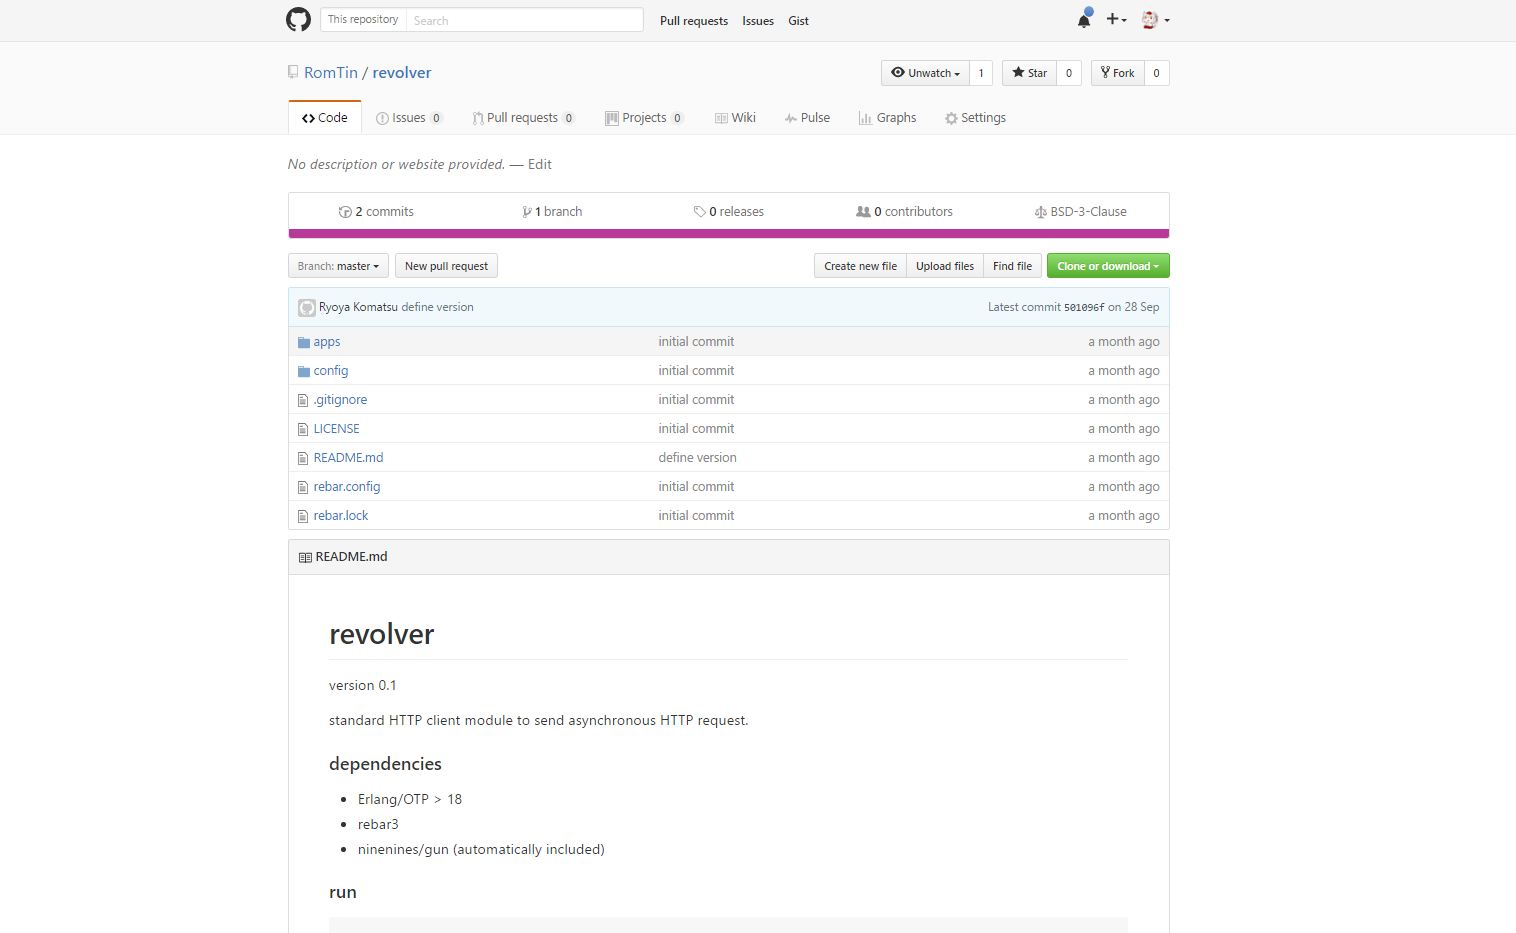 This repository Search Pull requests Issues Gist
RomTin / revolver Unwatch 1 Star 0 Fork 0
Code Issues 0 Pull requests 0 Projects 0 Wiki Pulse Graphs Settings
No description or website provided. — Edit
2 commits 1 branch 0 releases 0 contributors BSD-3-Clause
Branch: master New pull request Create new file Upload files Find file Clone or download
Ryoya Komatsu define version Latest commit 501096f on 28 Sep
apps initial commit a month ago
config initial commit a month ago
.gitignore initial commit a month ago
LICENSE initial commit a month ago
README.md define version a month ago
rebar.config initial commit a month ago
rebar.lock initial commit a month ago
README.md
revolver
version 0.1
standard HTTP client module to send asynchronous HTTP request.
dependencies
• Erlang/OTP > 18
• rebar3
• ninenines/gun (automatically included)
run